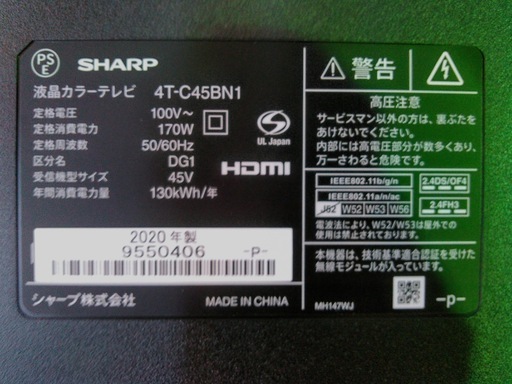 PSE
SHARP
液晶カラーテレビ 4T-C45BN1
定格電圧 100V~
定格消費電力 170W
定格周波数 50/60Hz
区分名 DG1
受信機型サイズ 45V
年間消費電力量 130kWh/年
UL Japan
HDMI
2020 年製
9550406 -P-
シャープ株式会社 MADE IN CHINA
警告
高圧注意
サービスマン以外の方は、裏ぶたを
あけないでください。
内部には高電圧部分が数多くあり、
万一さわると危険です。
IEEE802.11b/g/n 2.4DS/OF4
IEEE802.11a/n/ac
J52 W52 W53 W56 2.4FH3
電波法により、W52/W53は屋外での
使用は禁じられています。
本機器は、技術基準適合認証を受けた
無線モジュールが入っています。
MH147WJ -P-